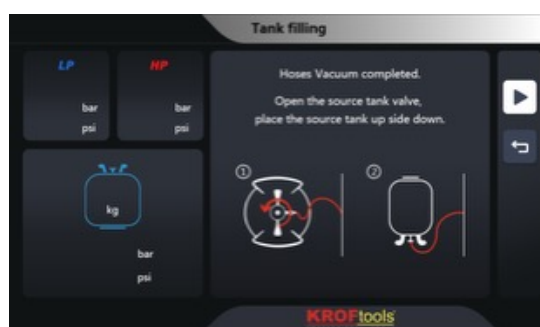 Tank filling
LP
HP
bar
bar
psi
psi
kg
bar
psi
Hoses Vacuum completed.
Open the source tank valve,
place the source tank up side down.
①
②
KROFtools